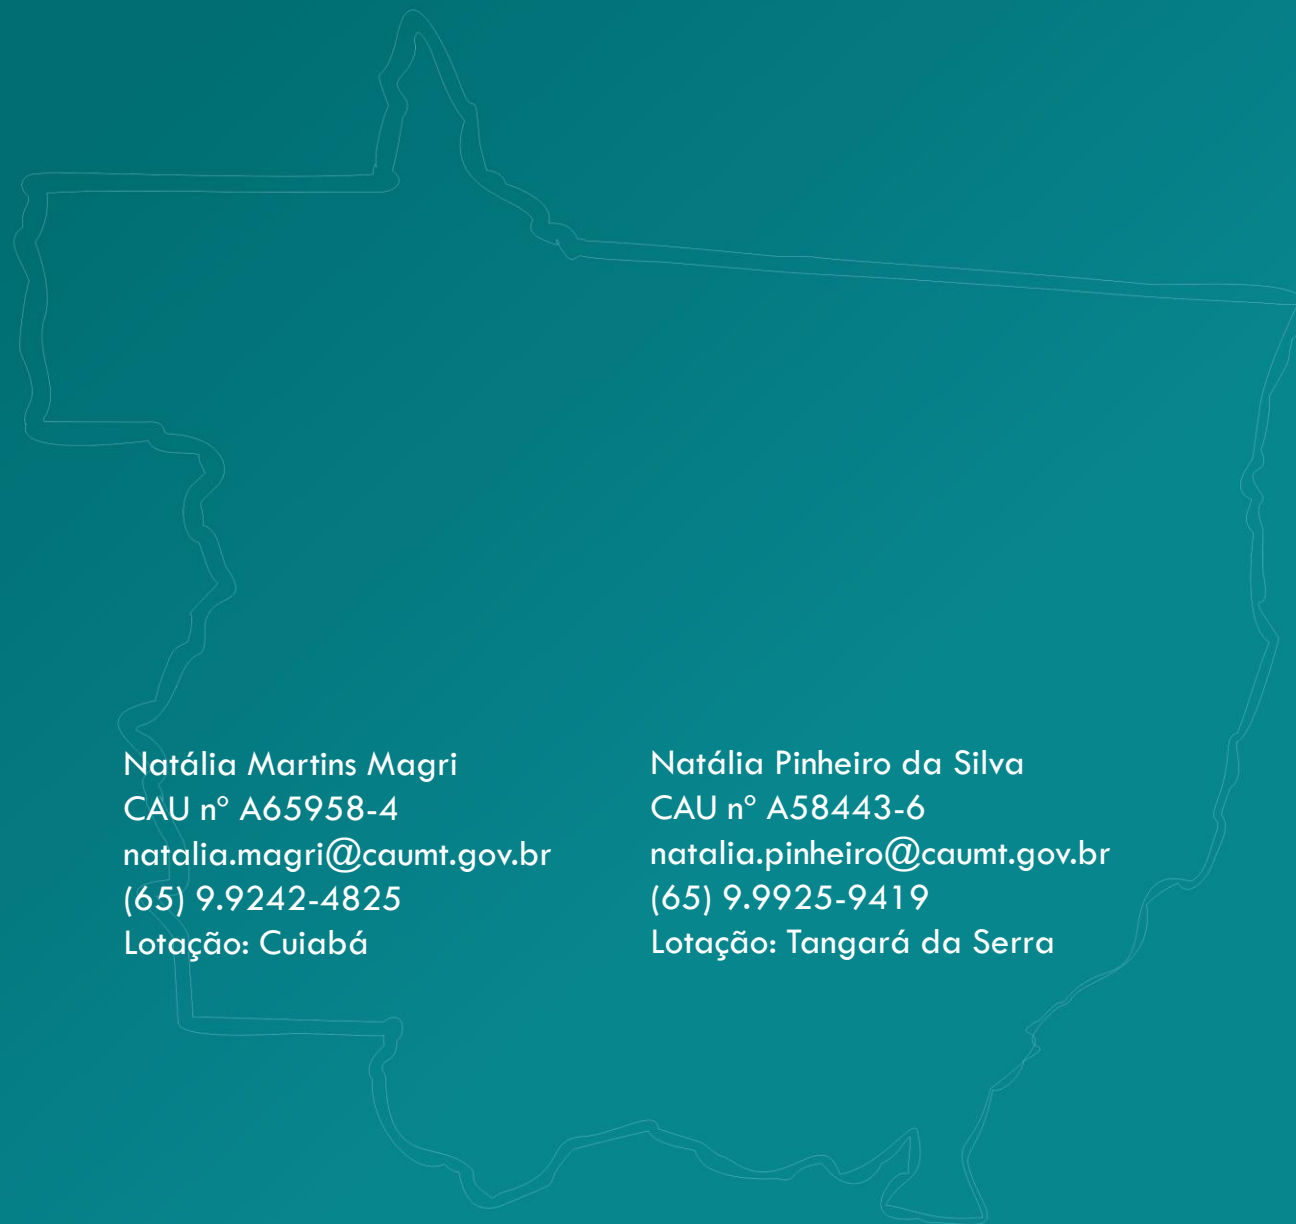 Natália Martins Magri
CAU nº A65958-4
natalia.magri@caumt.gov.br
(65) 9.9242-4825
Lotação: Cuiabá
Natália Pinheiro da Silva
CAU nº A58443-6
natalia.pinheiro@caumt.gov.br
(65) 9.9925-9419
Lotação: Tangará da Serra